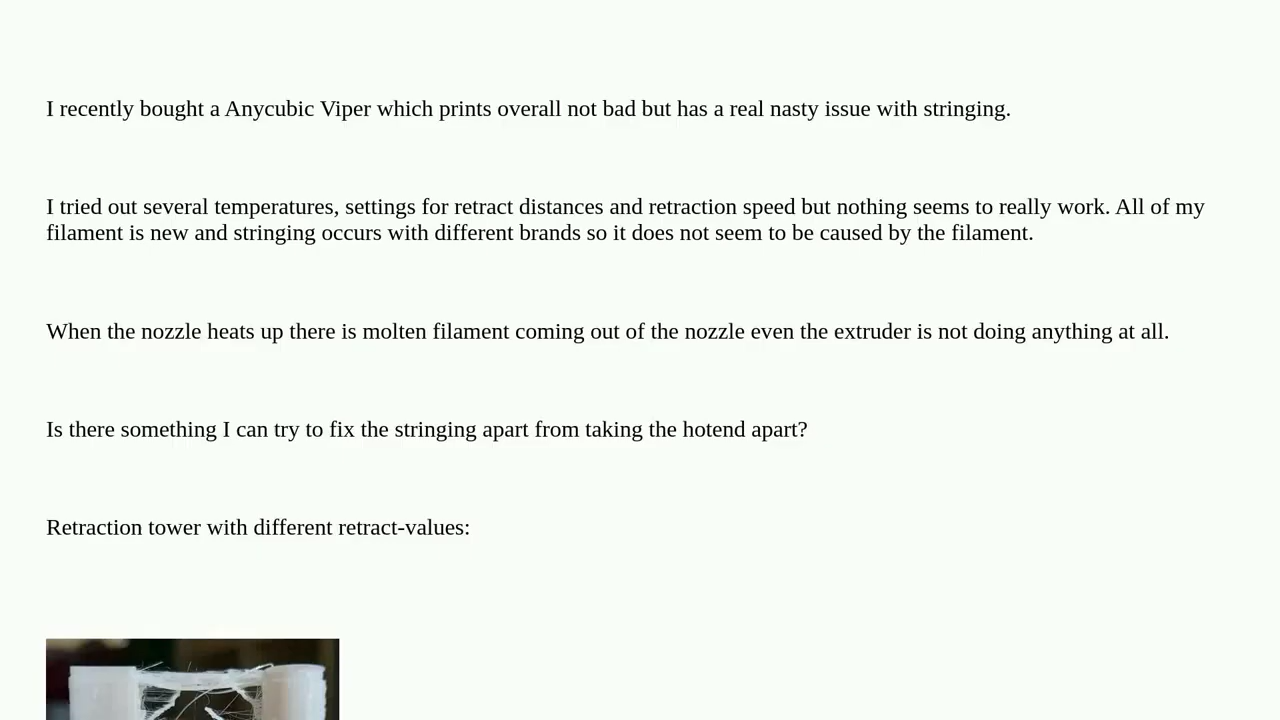 I recently bought a Anycubic Viper which prints overall not bad but has a real nasty issue with stringing.
I tried out several temperatures, settings for retract distances and retraction speed but nothing seems to really work. All of my
filament is new and stringing occurs with different brands so it does not seem to be caused by the filament.
When the nozzle heats up there is molten filament coming out of the nozzle even the extruder is not doing anything at all.
Is there something I can try to fix the stringing apart from taking the hotend apart?
Retraction tower with different retract-values: